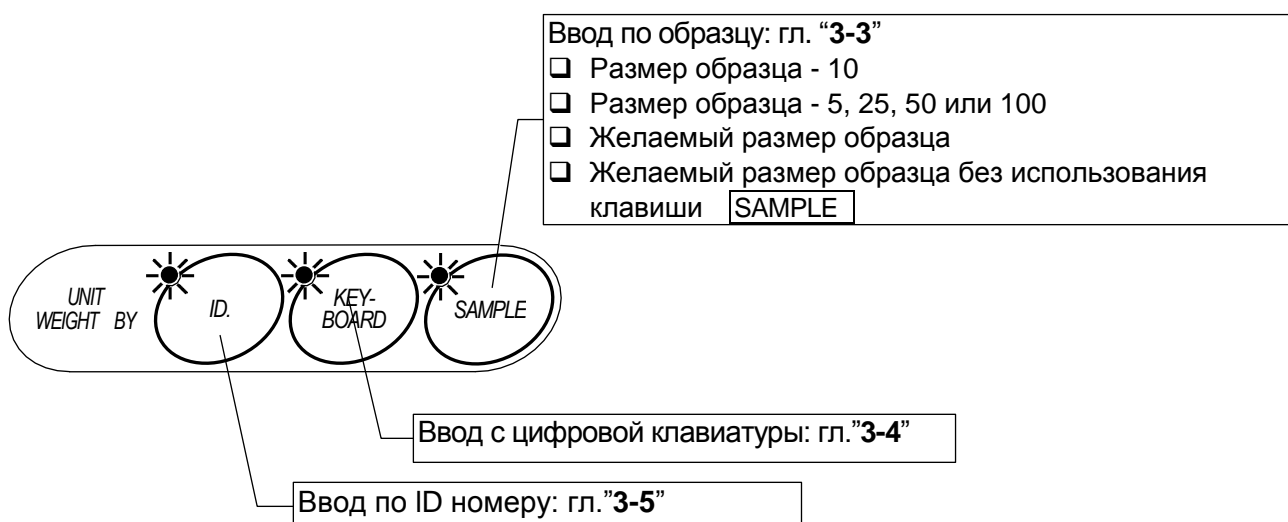 Ввод по образцу: гл. “3-3”
❑ Размер образца - 10
❑ Размер образца - 5, 25, 50 или 100
❑ Желаемый размер образца
❑ Желаемый размер образца без использования
клавиши SAMPLE
UNIT
WEIGHT BY
ID.
KEY-
BOARD
SAMPLE
Ввод с цифровой клавиатуры: гл.”3-4”
Ввод по ID номеру: гл.”3-5”